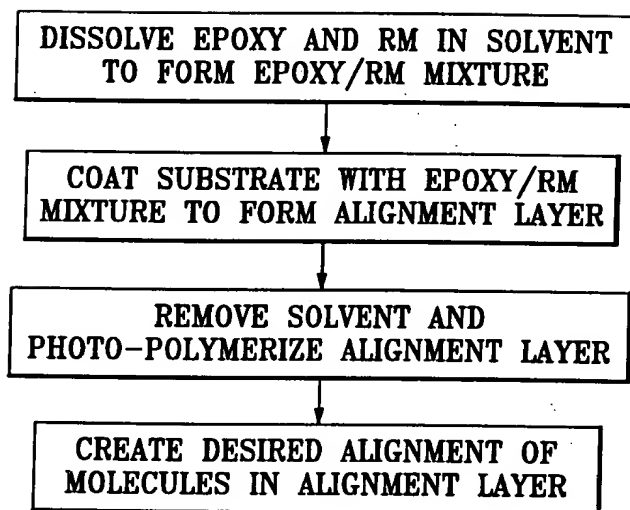 DISSOLVE EPOXY AND RM IN SOLVENT
TO FORM EPOXY/RM MIXTURE
COAT SUBSTRATE WITH EPOXY/RM
MIXTURE TO FORM ALIGNMENT LAYER
REMOVE SOLVENT AND
PHOTO-POLYMERIZE ALIGNMENT LAYER
CREATE DESIRED ALIGNMENT OF
MOLECULES IN ALIGNMENT LAYER